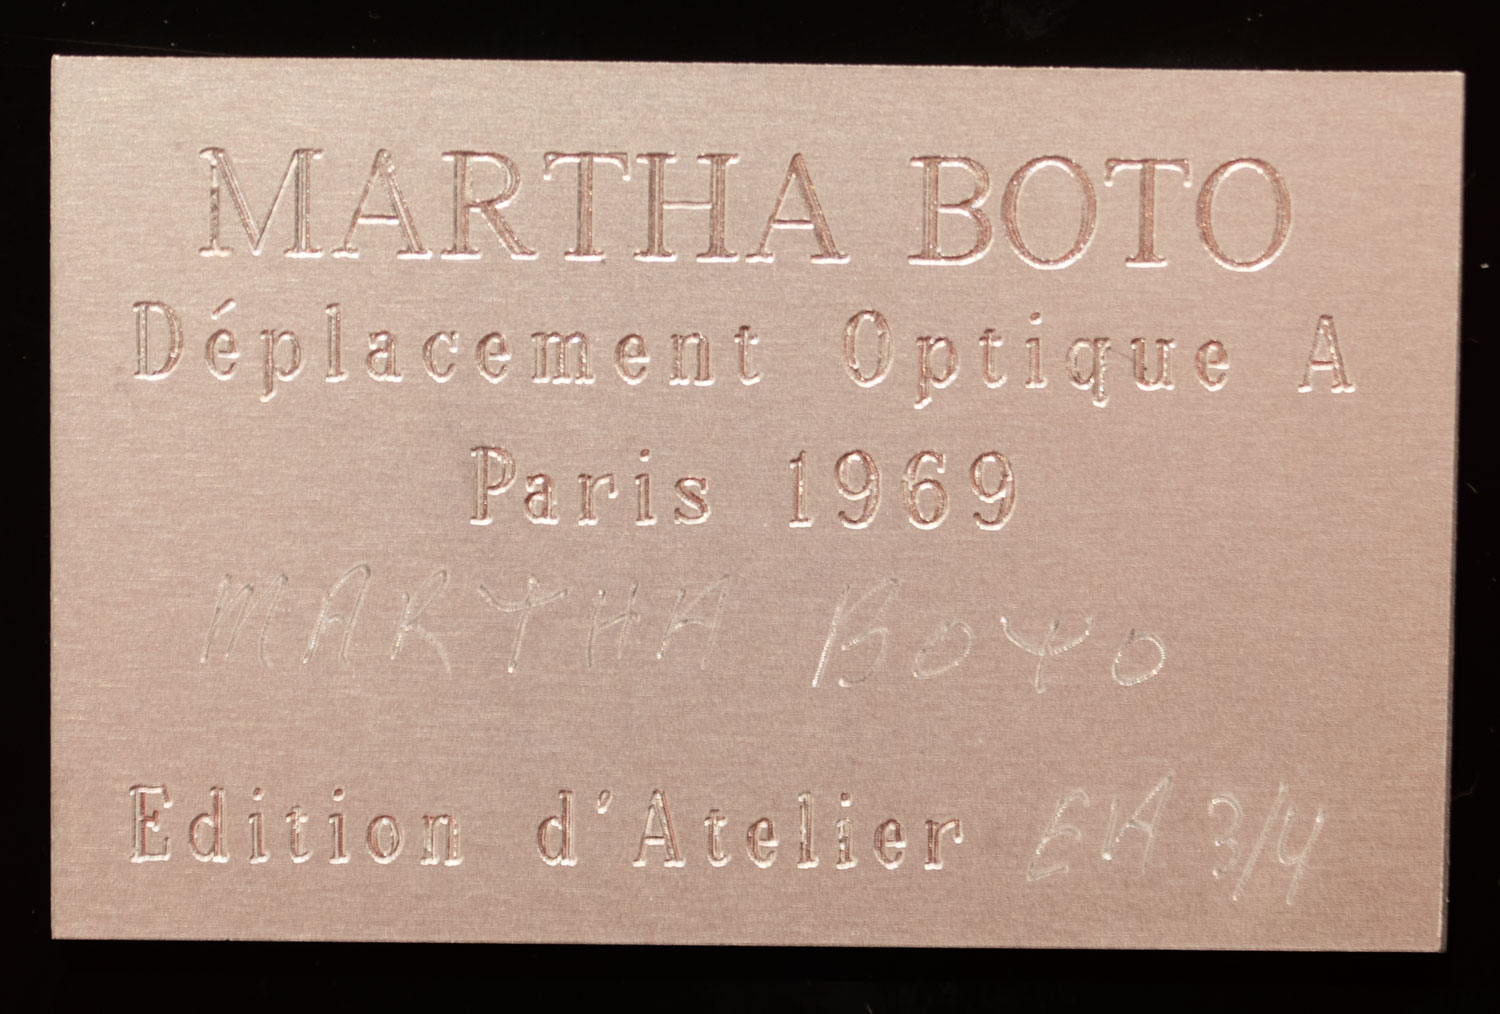 MARTHA BOTO
Déplacement Optique A
Paris 1969
MARTHA BOTO
Edition d'Atelier E'A 3/4